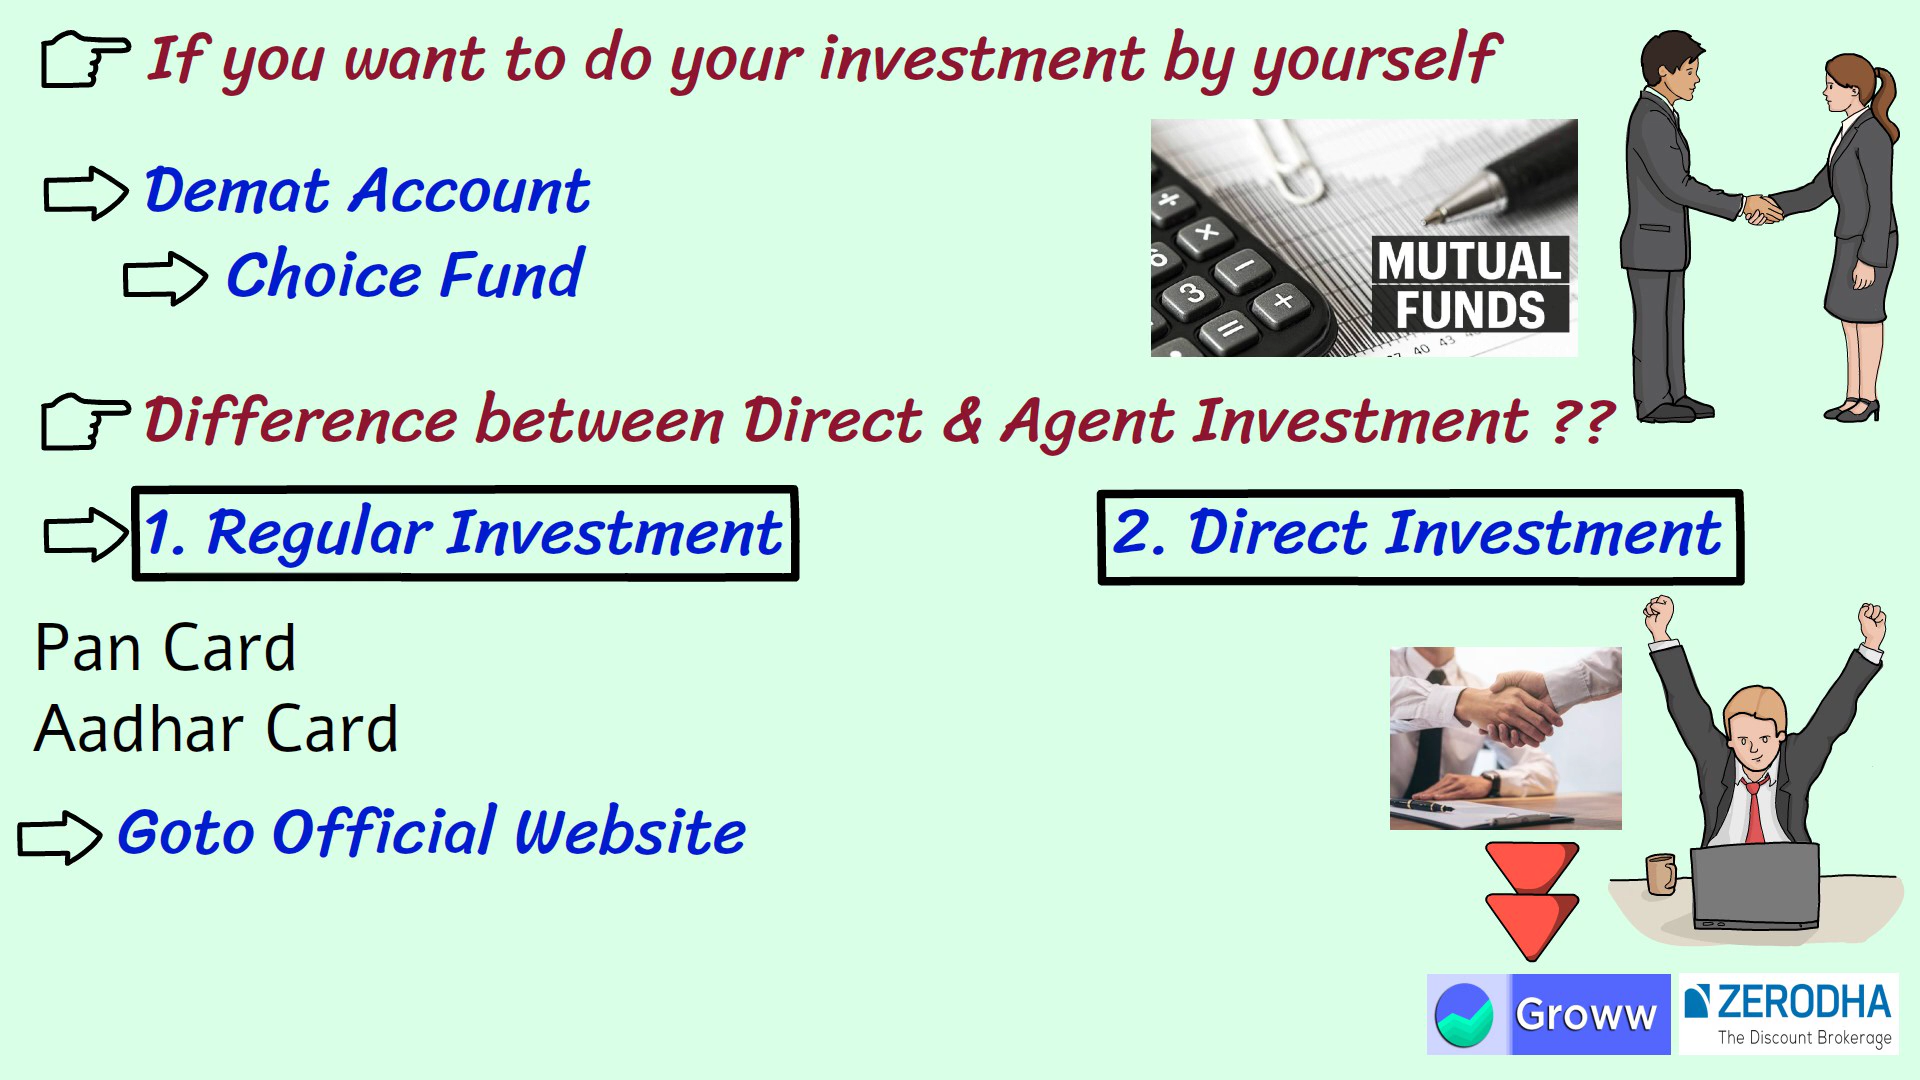 If you want to do your investment by yourself
Demat Account
Choice Fund
MUTUAL
FUNDS
Difference between Direct & Agent Investment ??
1. Regular Investment
2. Direct Investment
Pan Card
Aadhar Card
Goto Official Website
Groww
ZERODHA
The Discount Brokerage